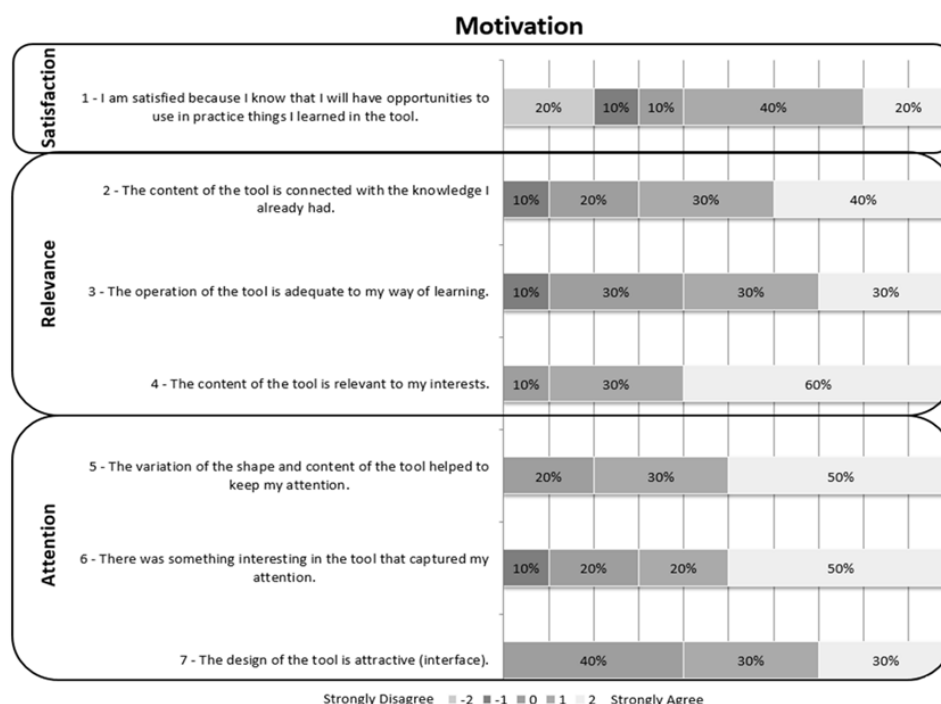 Motivation
Satisfaction
1 - I am satisfied because I know that I will have opportunities to
use in practice things I learned in the tool.
20% 10% 10% 40% 20%
Relevance
2 - The content of the tool is connected with the knowledge I
already had.
10% 20% 30% 40%
3 - The operation of the tool is adequate to my way of learning.
10% 30% 30% 30%
4 - The content of the tool is relevant to my interests.
10% 30% 60%
Attention
5 - The variation of the shape and content of the tool helped to
keep my attention.
20% 30% 50%
6 - There was something interesting in the tool that captured my
attention.
10% 20% 20% 50%
7 - The design of the tool is attractive (interface).
40% 30% 30%
Strongly Disagree -2 -1 0 1 2 Strongly Agree